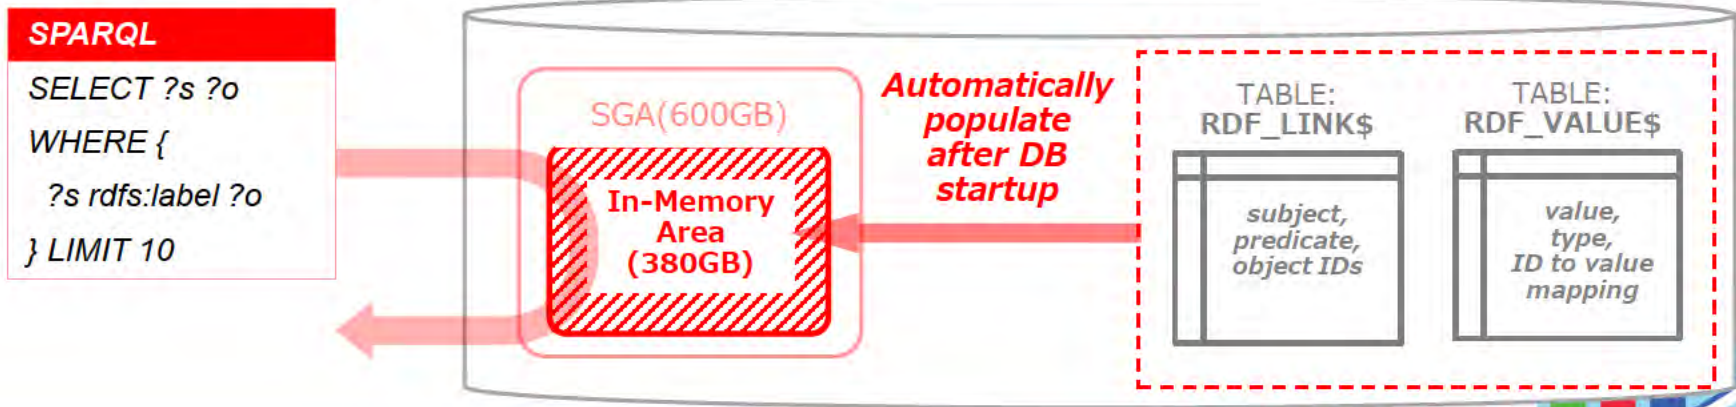 SPARQL
SELECT ?s ?o
WHERE {
?s rdfs:label ?o
} LIMIT 10
SGA(600GB)
In-Memory
Area
(380GB)
Automatically
populate
after DB
startup
TABLE:
RDF_LINK$
subject,
predicate,
object IDs
TABLE:
RDF_VALUE$
value,
type,
ID to value
mapping